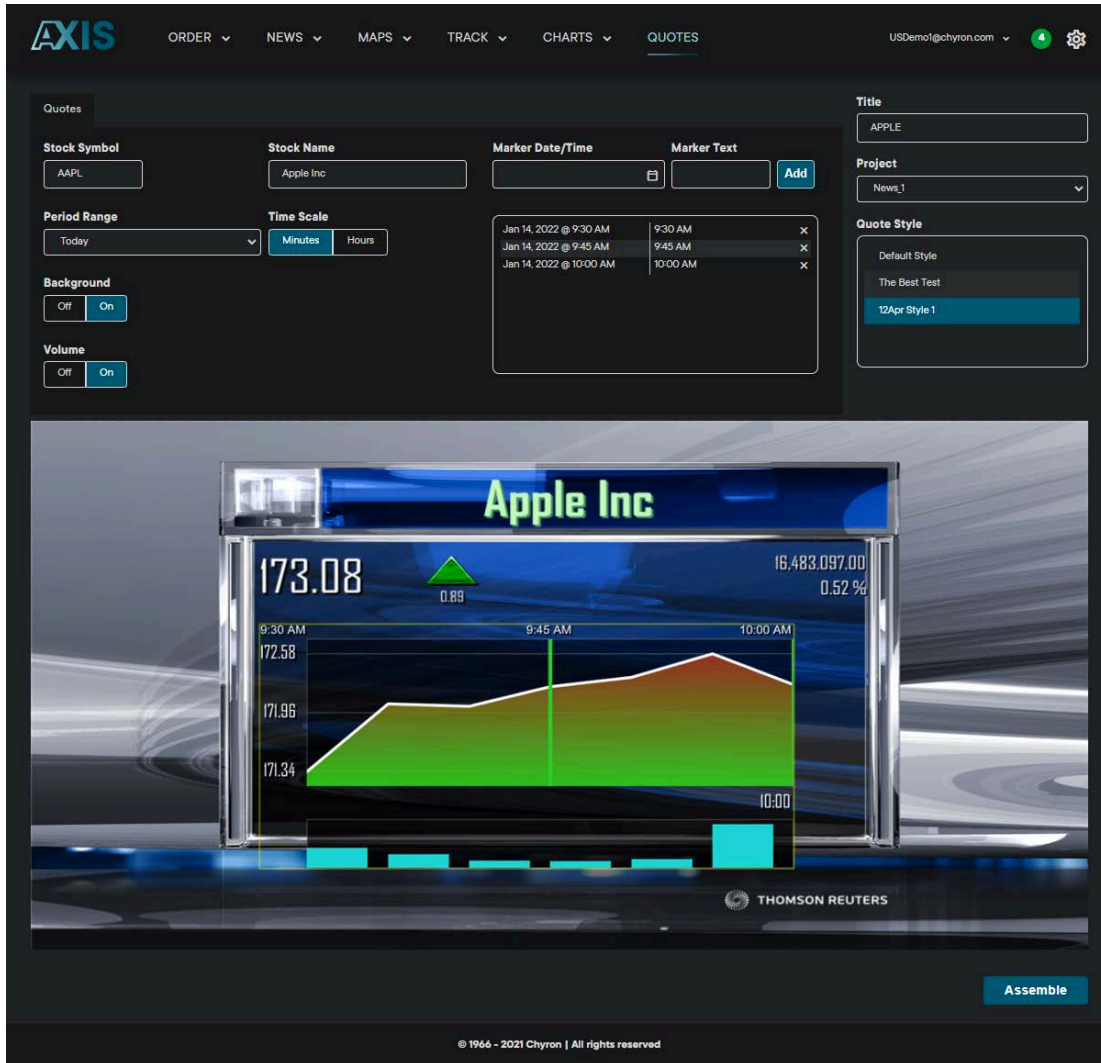 AXIS
ORDER NEWS MAPS TRACK CHARTS QUOTES USDemo1@chyron.com 4
Quotes
Stock Symbol Stock Name Marker Date/Time Marker Text
AAPL Apple Inc Add
Period Range Time Scale
Today Minutes Hours
Jan 14, 2022 @ 9:30 AM 9:30 AM ×
Jan 14, 2022 @ 9:45 AM 9:45 AM ×
Jan 14, 2022 @ 10:00 AM 10:00 AM ×
Background
Off On
Volume
Off On
Title
APPLE
Project
News_1
Quote Style
Default Style
The Best Test
12Apr Style 1
Apple Inc
173.08 0.89 16,483,097.00
0.52 %
9:30 AM 9:45 AM 10:00 AM
172.58
171.96
171.34
10:00
THOMSON REUTERS
Assemble
© 1966 - 2021 Chyron | All rights reserved